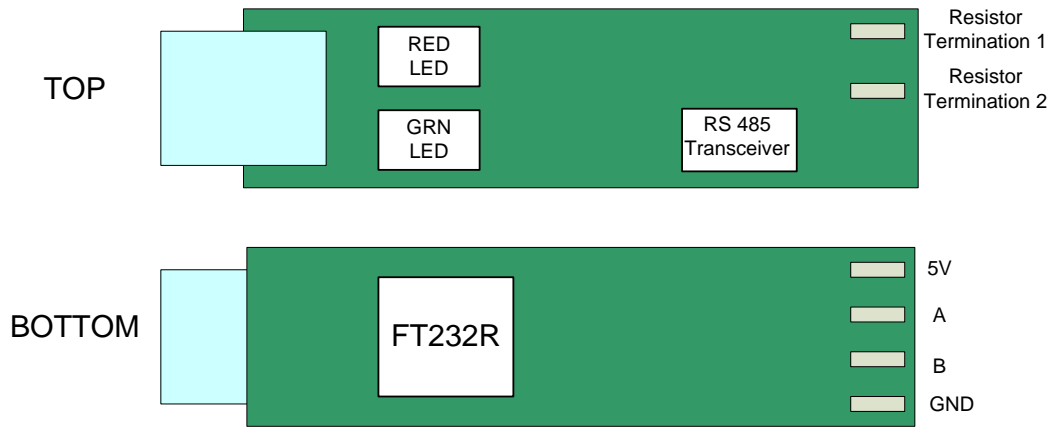 TOP
RED
LED
GRN
LED
RS 485
Transceiver
Resistor
Termination 1
Resistor
Termination 2
BOTTOM
FT232R
5V
A
B
GND